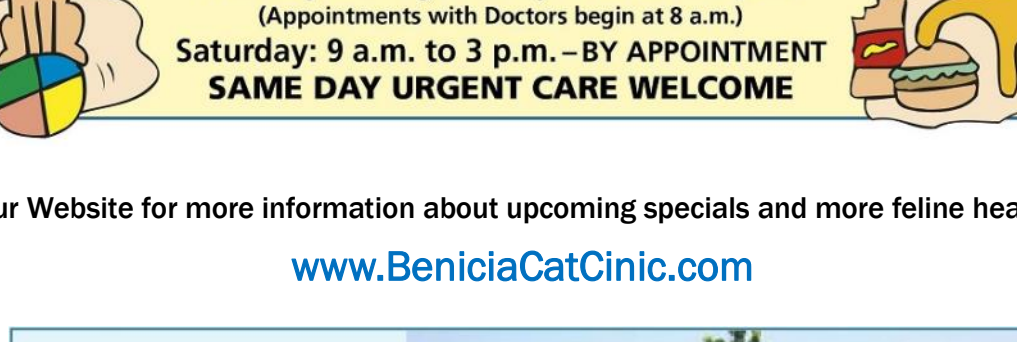 (Appointments with Doctors begin at 8 a.m.)
Saturday: 9 a.m. to 3 p.m. – BY APPOINTMENT
SAME DAY URGENT CARE WELCOME
ur Website for more information about upcoming specials and more feline hea
www.BeniciaCatCinic.com